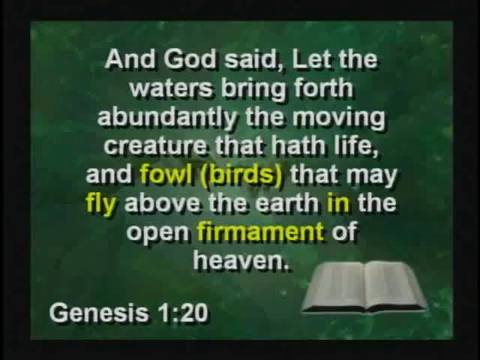 And God said, Let the
waters bring forth
abundantly the moving
creature that hath life,
and fowl (birds) that may
fly above the earth in the
open firmament of
heaven.
Genesis 1:20